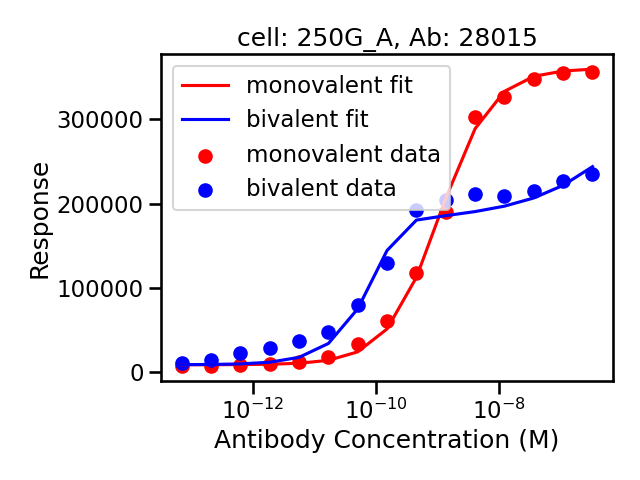 cell: 250G_A, Ab: 28015
monovalent fit
bivalent fit
monovalent data
bivalent data
300000
200000
100000
0
Response
10⁻¹² 10⁻¹⁰ 10⁻⁸
Antibody Concentration (M)